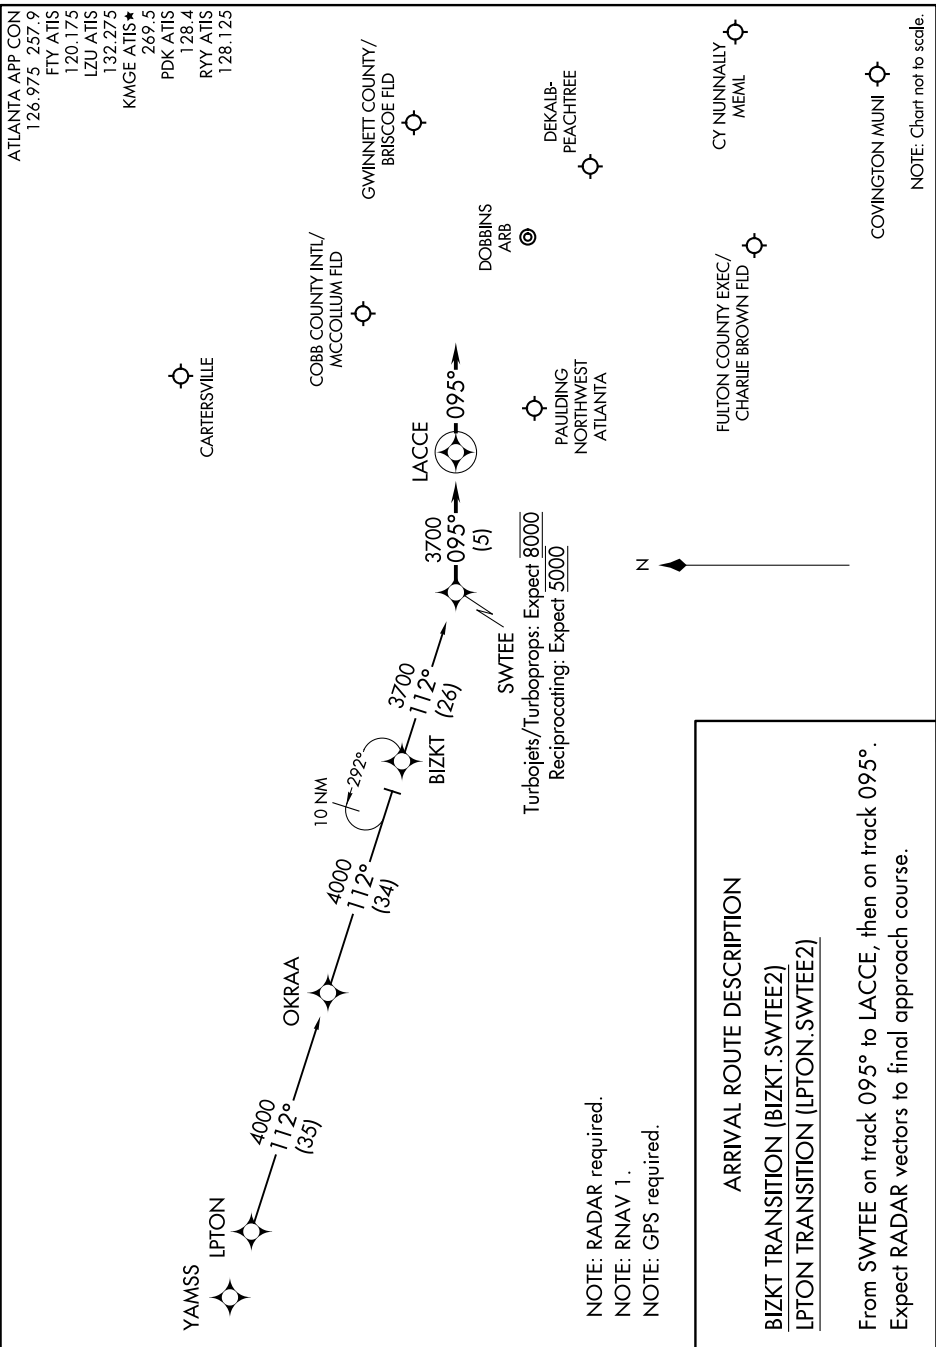 ATLANTA APP CON
126.975 257.9
FTY ATIS
120.175
LZU ATIS
132.275
KMGE ATIS★
269.5
PDK ATIS
128.4
RYY ATIS
128.125
GWINNETT COUNTY/
BRISCOE FLD
DEKALB-
PEACHTREE
CY NUNNALLY
MEML
COVINGTON MUNI
NOTE: Chart not to scale.
COBB COUNTY INTL/
MCCOLLUM FLD
DOBBINS
ARB
FULTON COUNTY EXEC/
CHARLIE BROWN FLD
CARTERSVILLE
PAULDING
NORTHWEST
ATLANTA
095°
LACCE
3700
095°
(5)
SWTEE
Turbojets/Turboprops: Expect 8000
Reciprocating: Expect 5000
N
3700
112°
(26)
BIZKT
10 NM
292°
4000
112°
(34)
OKRAA
4000
112°
(35)
LPTON
YAMSS
NOTE: RADAR required.
NOTE: RNAV 1.
NOTE: GPS required.
ARRIVAL ROUTE DESCRIPTION
BIZKT TRANSITION (BIZKT.SWTEE2)
LPTON TRANSITION (LPTON.SWTEE2)
From SWTEE on track 095° to LACCE, then on track 095°.
Expect RADAR vectors to final approach course.